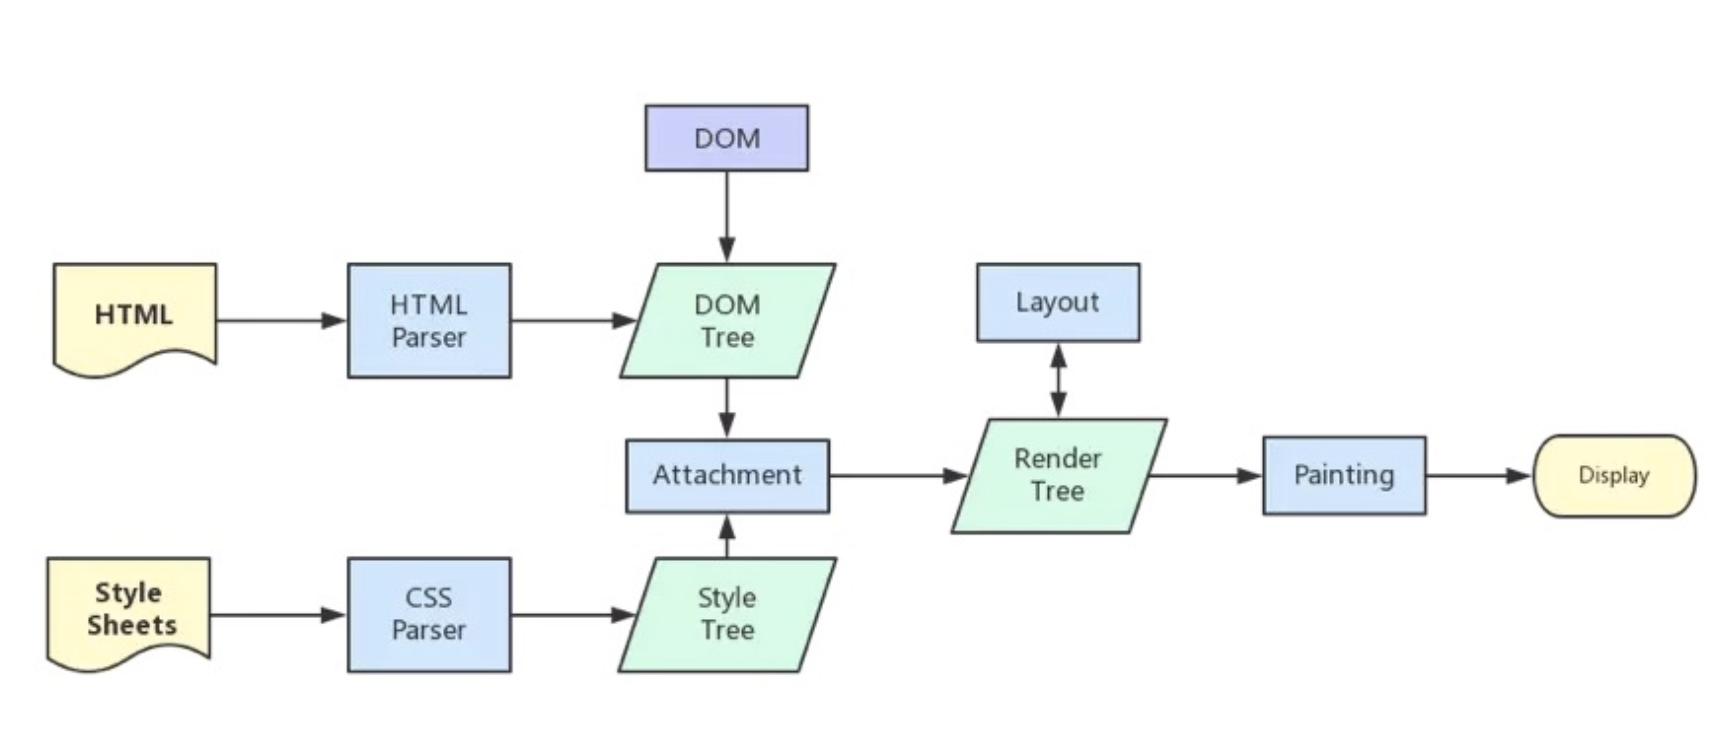 DOM
HTML
HTML
Parser
DOM
Tree
Layout
Attachment
Render
Tree
Painting
Display
Style
Sheets
CSS
Parser
Style
Tree